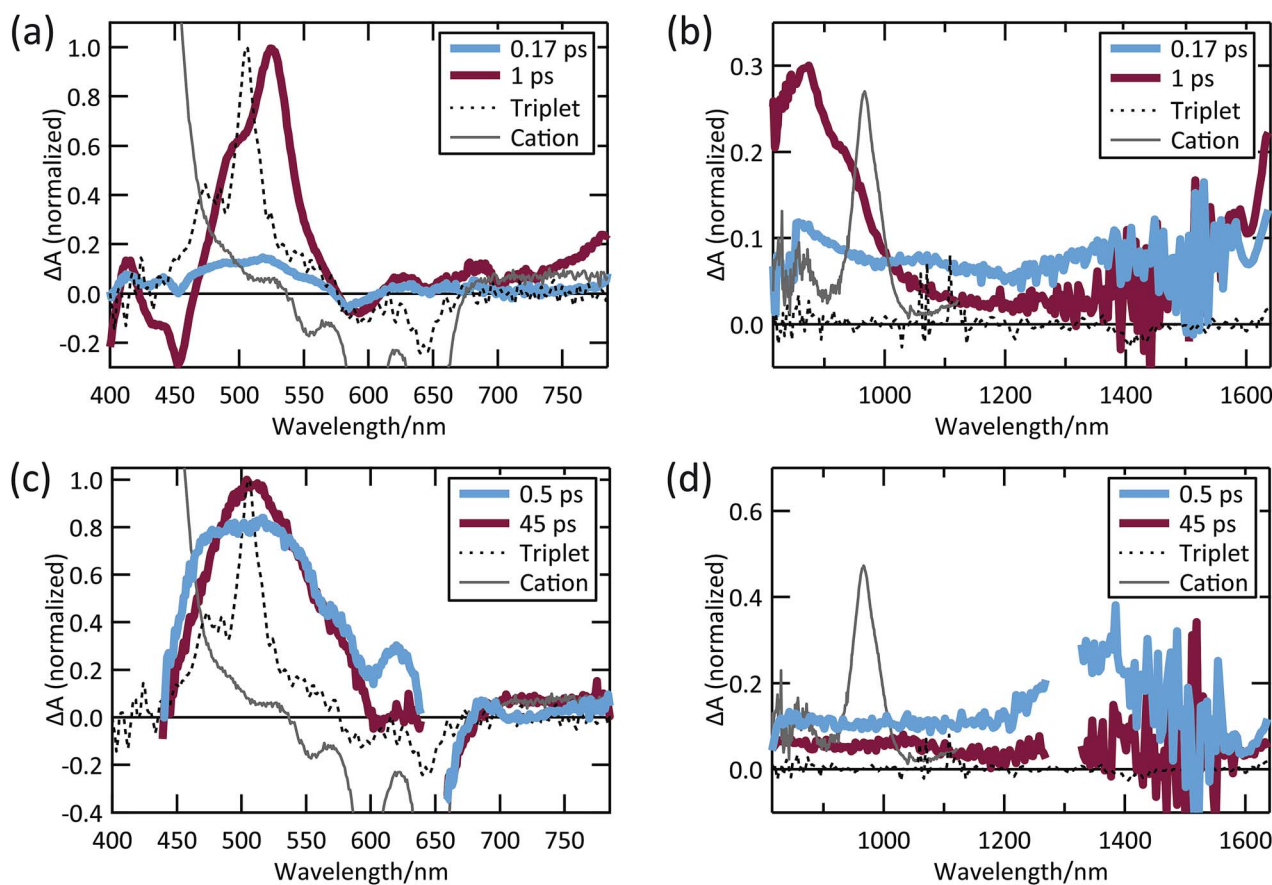 (a)
1.0
0.8
0.6
0.4
0.2
0.0
-0.2
ΔA (normalized)
0.17 ps
1 ps
Triplet
Cation
400 450 500 550 600 650 700 750
Wavelength/nm
(b)
0.3
0.2
0.1
0.0
ΔA (normalized)
0.17 ps
1 ps
Triplet
Cation
1000 1200 1400 1600
Wavelength/nm
(c)
1.0
0.8
0.6
0.4
0.2
0.0
-0.2
-0.4
ΔA (normalized)
0.5 ps
45 ps
Triplet
Cation
400 450 500 550 600 650 700 750
Wavelength/nm
(d)
0.6
0.4
0.2
0.0
ΔA (normalized)
0.5 ps
45 ps
Triplet
Cation
1000 1200 1400 1600
Wavelength/nm